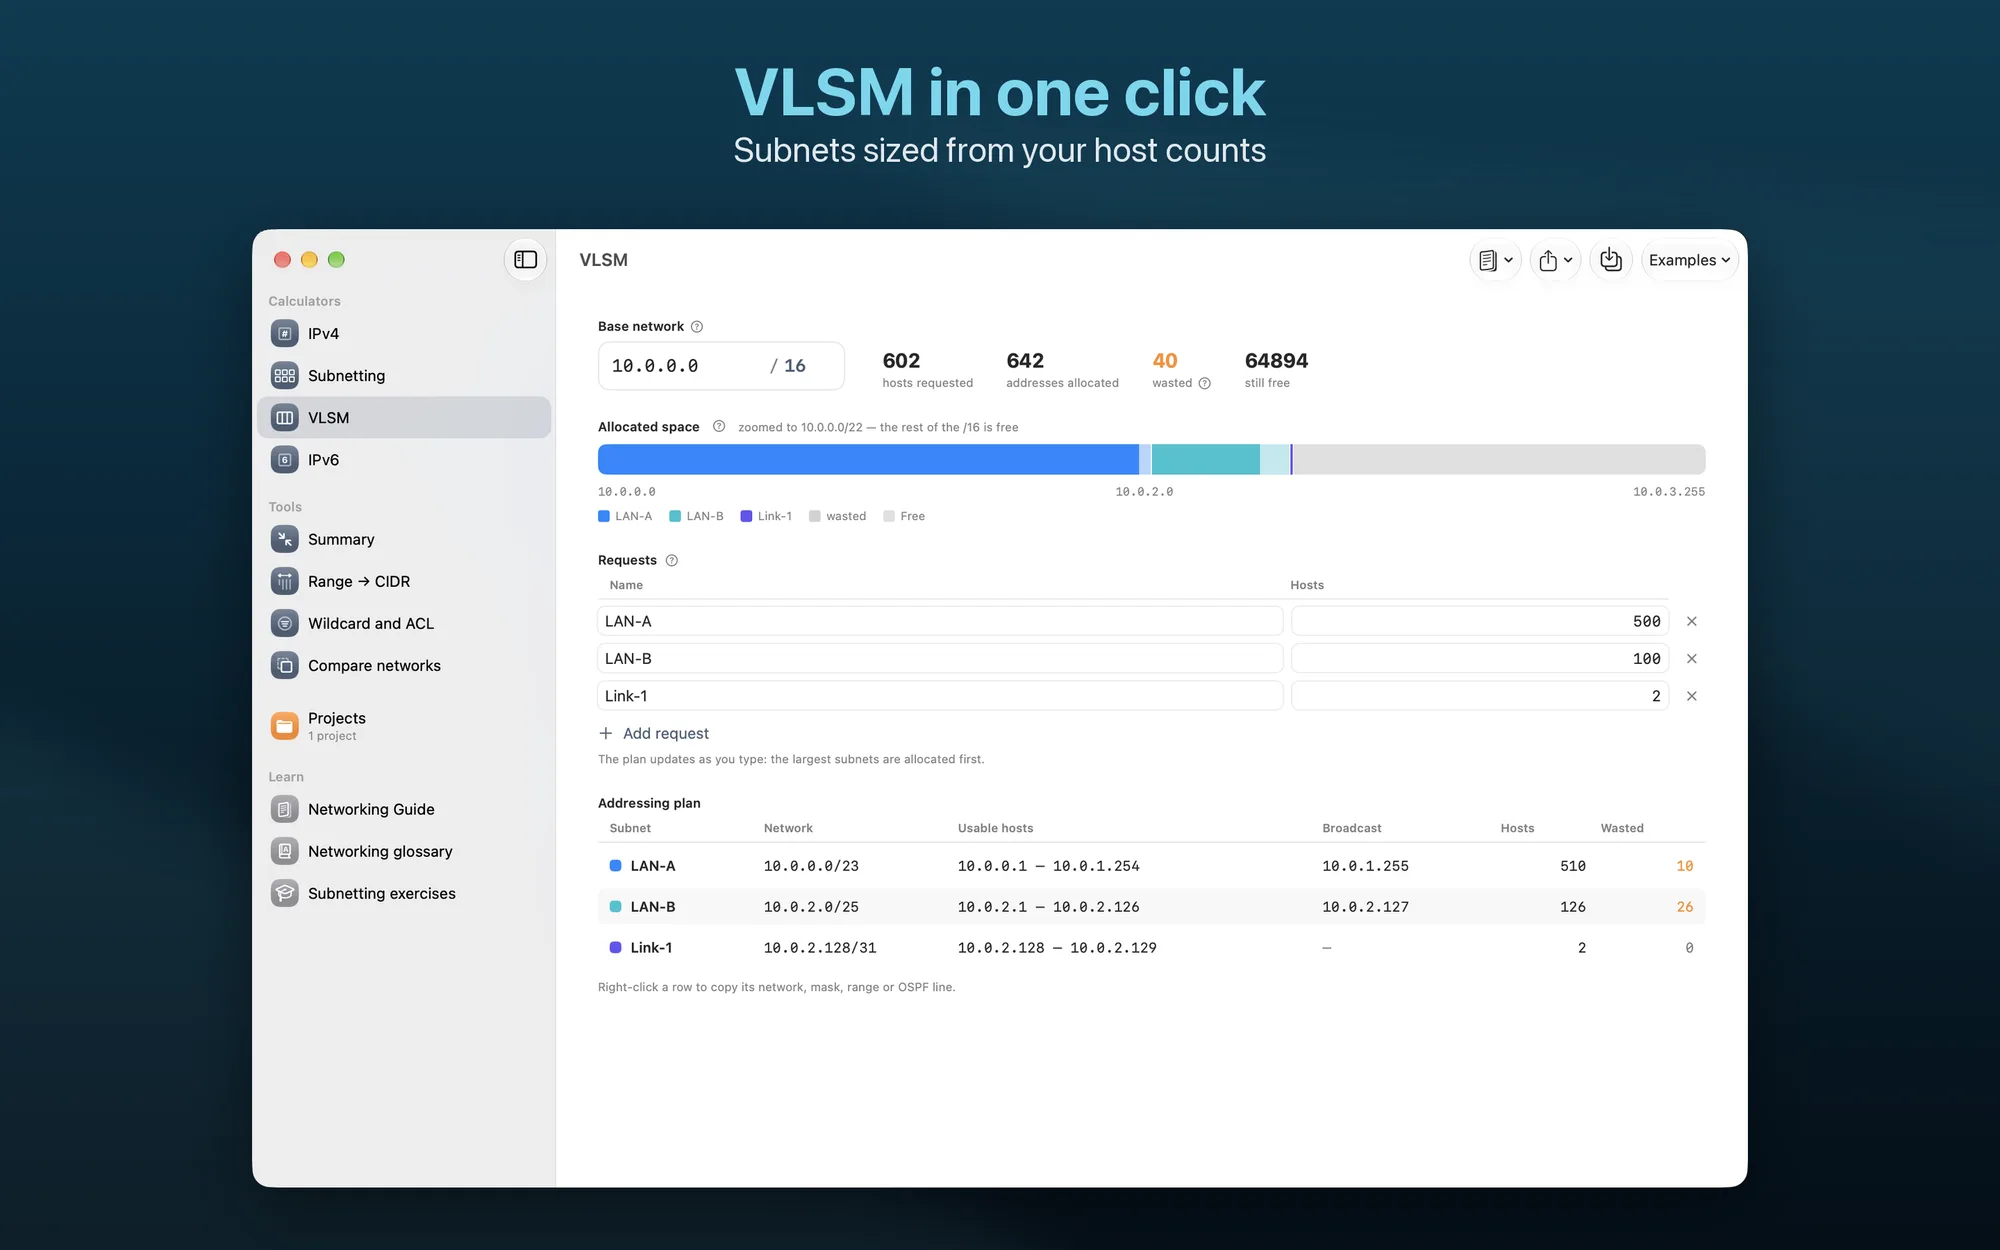 VLSM in one click
Subnets sized from your host counts
VLSM
Examples
Calculators
# IPv4
Subnetting
VLSM
6 IPv6
Tools
Summary
Range → CIDR
Wildcard and ACL
Compare networks
Projects
1 project
Learn
Networking Guide
Networking glossary
Subnetting exercises
Base network ?
10.0.0.0 / 16
602 642 40 64894
hosts requested addresses allocated wasted ? still free
Allocated space ? zoomed to 10.0.0.0/22 — the rest of the /16 is free
10.0.0.0 10.0.2.0 10.0.3.255
LAN-A LAN-B Link-1 wasted Free
Requests ?
Name Hosts
LAN-A 500 ×
LAN-B 100 ×
Link-1 2 ×
+ Add request
The plan updates as you type: the largest subnets are allocated first.
Addressing plan
Subnet Network Usable hosts Broadcast Hosts Wasted
LAN-A 10.0.0.0/23 10.0.0.1 — 10.0.1.254 10.0.1.255 510 10
LAN-B 10.0.2.0/25 10.0.2.1 — 10.0.2.126 10.0.2.127 126 26
Link-1 10.0.2.128/31 10.0.2.128 — 10.0.2.129 — 2 0
Right-click a row to copy its network, mask, range or OSPF line.